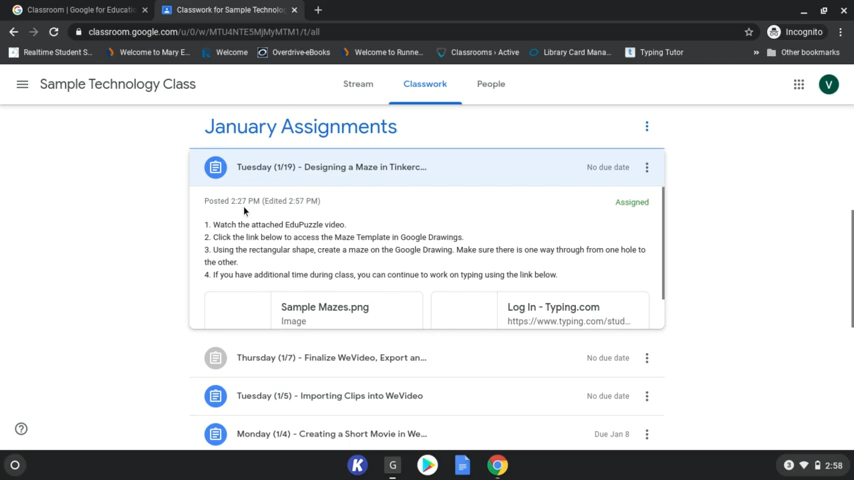 Classroom | Google for Educati
Classwork for Sample Technolo
classroom.google.com/u/0/w/MTU4NTE5MjMyMTM1/t/all
Incognito
Realtime Student S...
Welcome to Mary E...
Welcome
Overdrive-eBooks
Welcome to Runne...
Classrooms › Active
Library Card Mana...
Typing Tutor
»
Other bookmarks
Sample Technology Class
Stream
Classwork
People
V
January Assignments
Tuesday (1/19) - Designing a Maze in Tinkerc...
No due date
Posted 2:27 PM (Edited 2:57 PM)
Assigned
1. Watch the attached EduPuzzle video.
2. Click the link below to access the Maze Template in Google Drawings.
3. Using the rectangular shape, create a maze on the Google Drawing. Make sure there is one way through from one hole to
the other.
4. If you have additional time during class, you can continue to work on typing using the link below.
Sample Mazes.png
Image
Log In - Typing.com
https://www.typing.com/stud...
Thursday (1/7) - Finalize WeVideo, Export an...
No due date
Tuesday (1/5) - Importing Clips into WeVideo
No due date
Monday (1/4) - Creating a Short Movie in We...
Due Jan 8
K
G
3
2:58